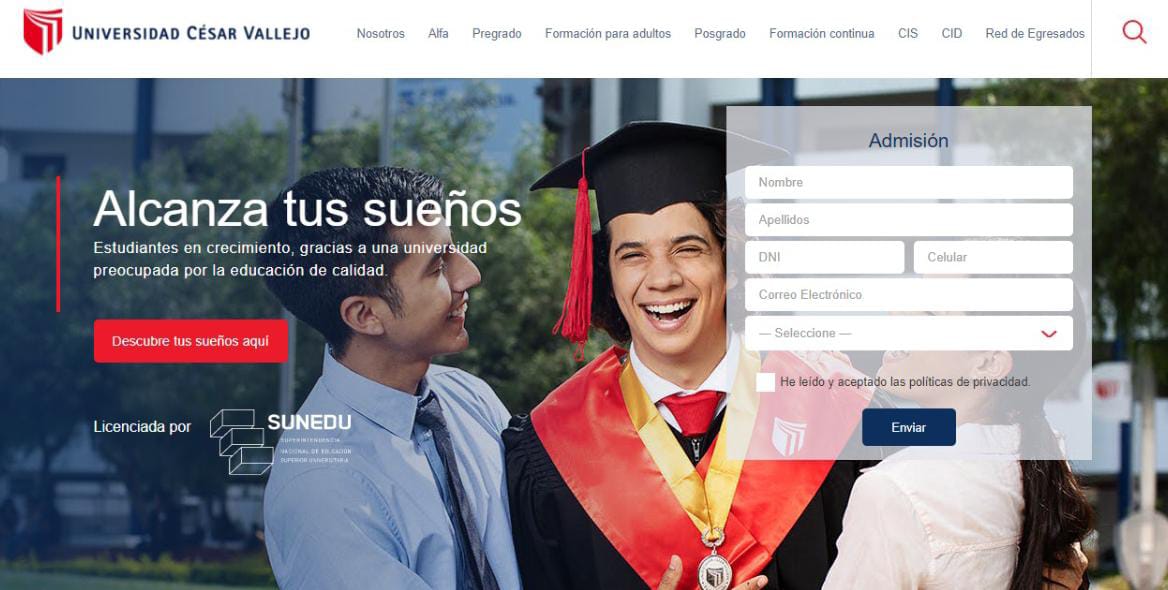 UNIVERSIDAD CÉSAR VALLEJO
Nosotros Alfa Pregrado Formación para adultos Posgrado Formación continua CIS CID Red de Egresados
Alcanza tus sueños
Estudiantes en crecimiento, gracias a una universidad
preocupada por la educación de calidad.
Descubre tus sueños aquí
Licenciada por
SUNEDU
SUPERINTENDENCIA
NACIONAL DE EDUCACIÓN
SUPERIOR UNIVERSITARIA
Admisión
Nombre
Apellidos
DNI Celular
Correo Electrónico
— Seleccione —
He leído y aceptado las políticas de privacidad.
Enviar